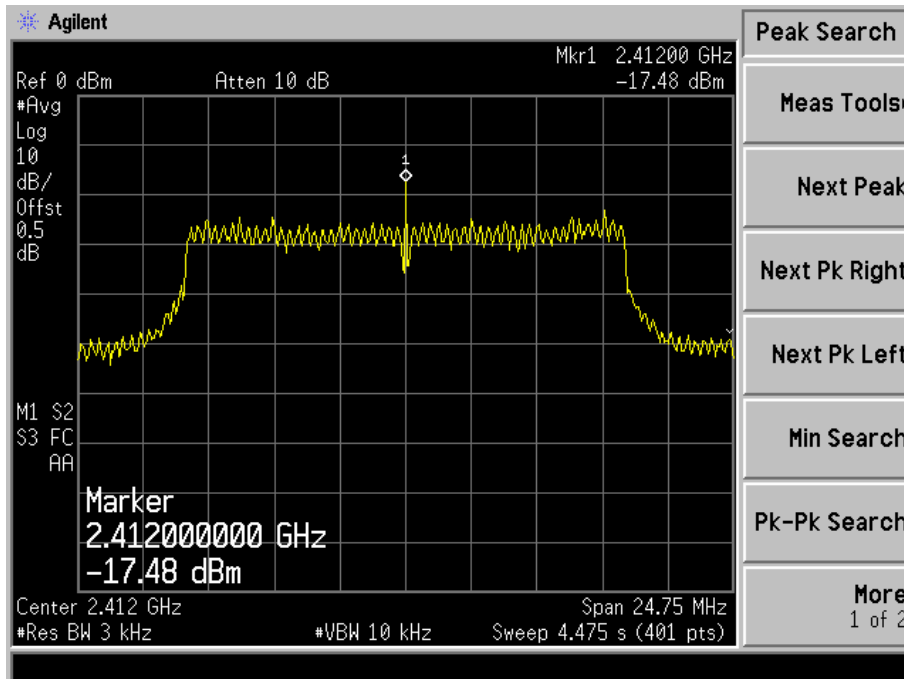 Agilent
Peak Search
Mkr1 2.41200 GHz
Ref 0 dBm Atten 10 dB -17.48 dBm
#Avg
Log
10
dB/
Offst
0.5
dB
1
Meas Tools
Next Peak
Next Pk Right
Next Pk Left
M1 S2
S3 FC
AA
Min Search
Marker
2.412000000 GHz
-17.48 dBm
Pk-Pk Search
Center 2.412 GHz Span 24.75 MHz
#Res BW 3 kHz #VBW 10 kHz Sweep 4.475 s (401 pts)
More
1 of 2